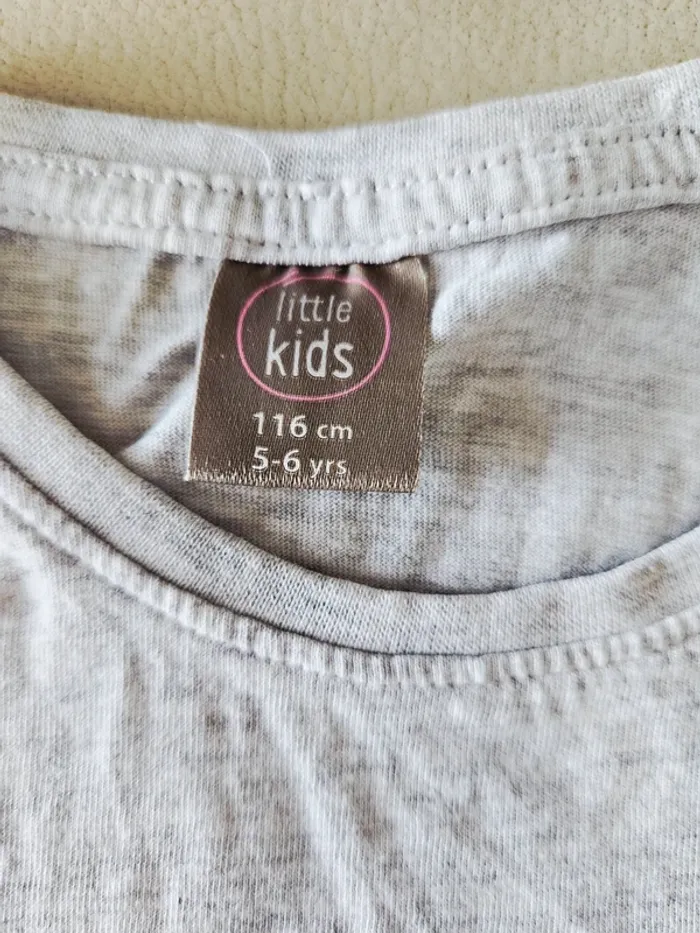 little
kids
116 cm
5-6 yrs